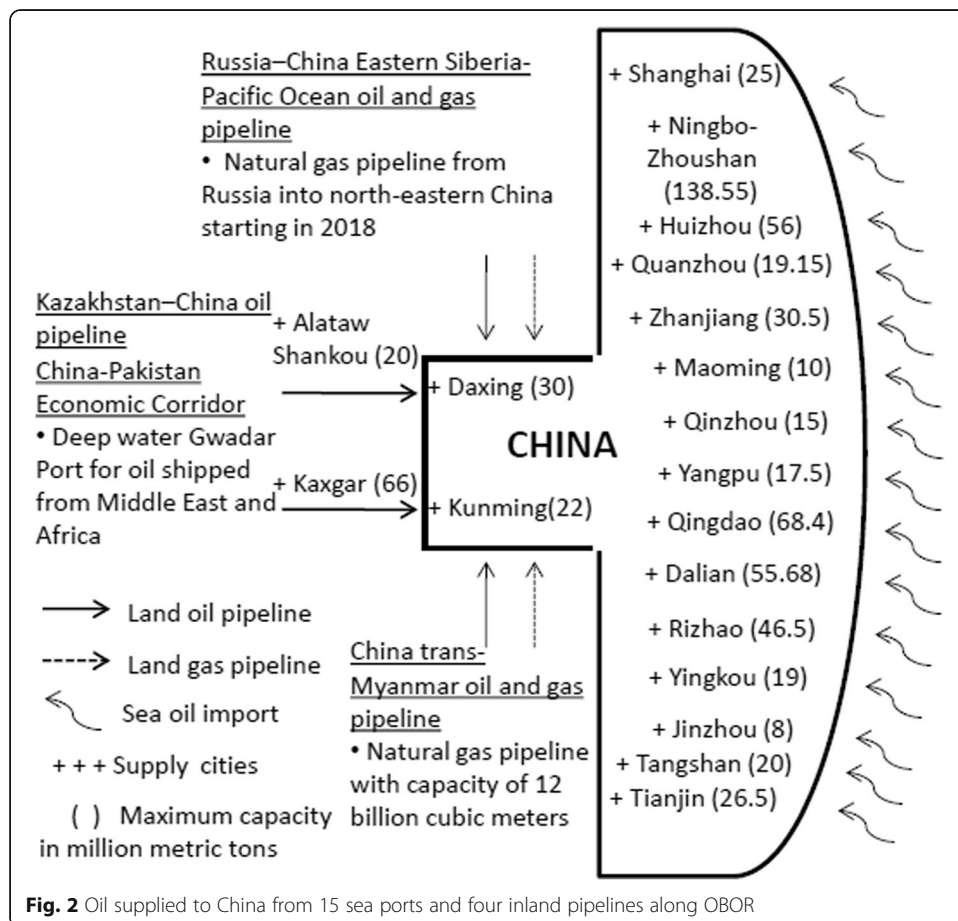 Russia–China Eastern Siberia-
Pacific Ocean oil and gas
pipeline
• Natural gas pipeline from
Russia into north-eastern China
starting in 2018
Kazakhstan–China oil
pipeline
China-Pakistan
Economic Corridor
• Deep water Gwadar
Port for oil shipped
from Middle East and
Africa
+ Alataw
Shankou (20)
+ Kaxgar (66)
+ Daxing (30)
CHINA
+ Kunming(22)
+ Shanghai (25)
+ Ningbo-
Zhoushan
(138.55)
+ Huizhou (56)
+ Quanzhou (19.15)
+ Zhanjiang (30.5)
+ Maoming (10)
+ Qinzhou (15)
+ Yangpu (17.5)
+ Qingdao (68.4)
+ Dalian (55.68)
+ Rizhao (46.5)
+ Yingkou (19)
+ Jinzhou (8)
+ Tangshan (20)
+ Tianjin (26.5)
Land oil pipeline
Land gas pipeline
Sea oil import
+ + + Supply cities
( ) Maximum capacity
in million metric tons
China trans-
Myanmar oil and gas
pipeline
• Natural gas pipeline
with capacity of 12
billion cubic meters
Fig. 2 Oil supplied to China from 15 sea ports and four inland pipelines along OBOR